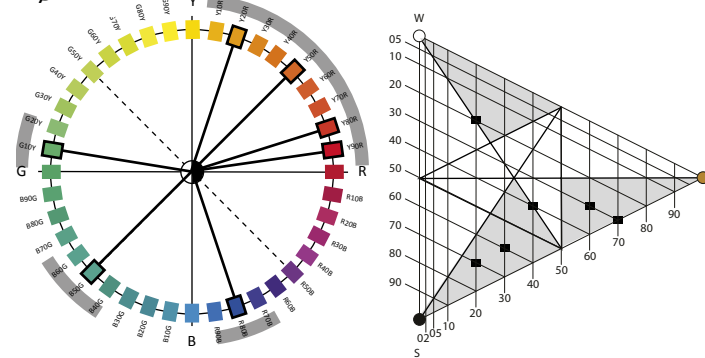 Y
Y10R
Y20R
Y30R
Y40R
Y50R
Y60R
Y70R
Y80R
Y90R
R
R10B
R20B
R30B
R40B
R50B
R60B
R70B
R80B
R90B
B
B10G
B20G
B30G
B40G
B50G
B60G
B70G
B80G
B90G
G
G10Y
G20Y
G30Y
G40Y
G50Y
G60Y
G80Y
W
05
10
20
30
40
50
60
70
80
90
S
02
05
10
20
30
40
50
60
70
80
90